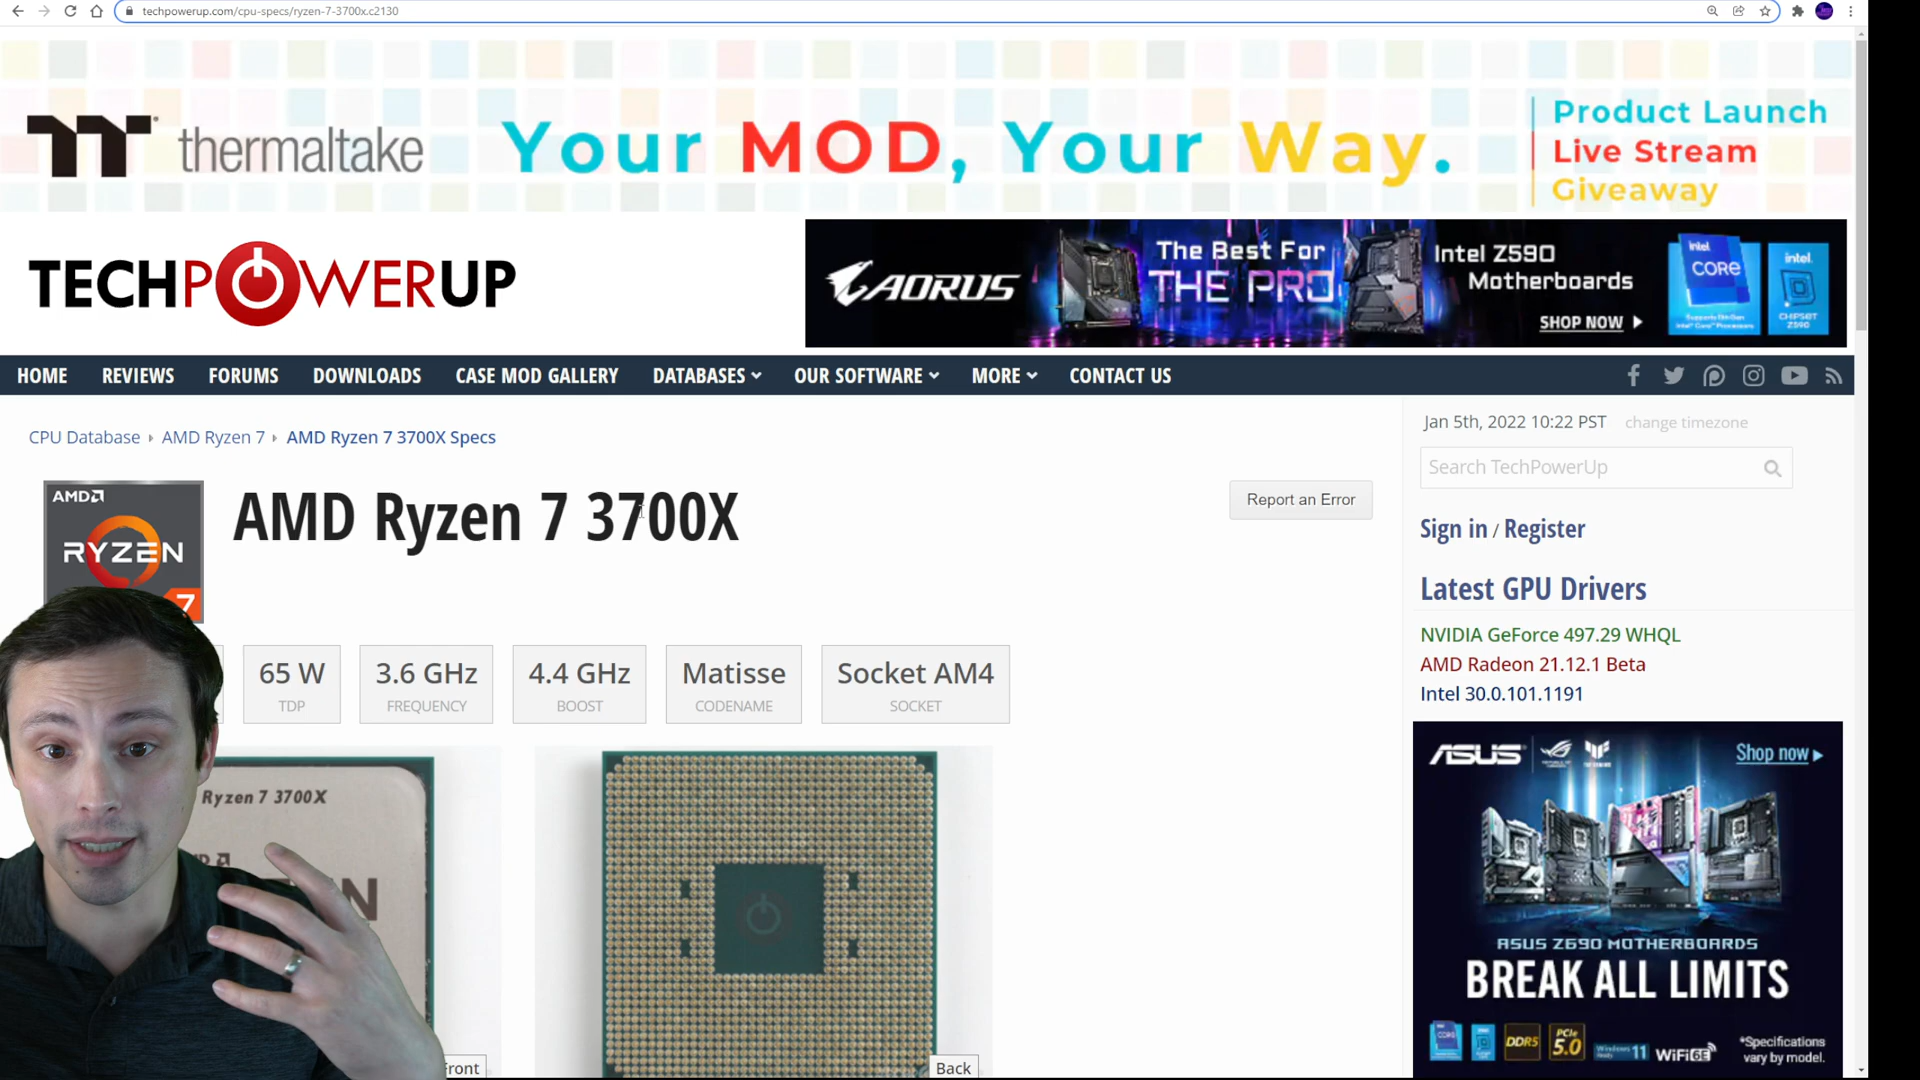 techpowerup.com/cpu-specs/ryzen-7-3700x.c2130
thermaltake
Your MOD, Your Way.
Product Launch
Live Stream
Giveaway
TECHPOWERUP
AORUS
The Best For
THE PRO
Intel Z590
Motherboards
SHOP NOW
intel
CORE
intel
CHIPSET
Z590
HOME
REVIEWS
FORUMS
DOWNLOADS
CASE MOD GALLERY
DATABASES
OUR SOFTWARE
MORE
CONTACT US
CPU Database
AMD Ryzen 7
AMD Ryzen 7 3700X Specs
Jan 5th, 2022 10:22 PST
change timezone
Search TechPowerUp
AMD
RYZEN
7
AMD Ryzen 7 3700X
Report an Error
Sign in / Register
Latest GPU Drivers
NVIDIA GeForce 497.29 WHQL
AMD Radeon 21.12.1 Beta
Intel 30.0.101.1191
65 W
TDP
3.6 GHz
FREQUENCY
4.4 GHz
BOOST
Matisse
CODENAME
Socket AM4
SOCKET
Ryzen 7 3700X
Back
ASUS
Shop now
ASUS Z690 MOTHERBOARDS
BREAK ALL LIMITS
DDR5
PCIe
5.0
Windows 11
WiFi 6E
*Specifications
vary by model.